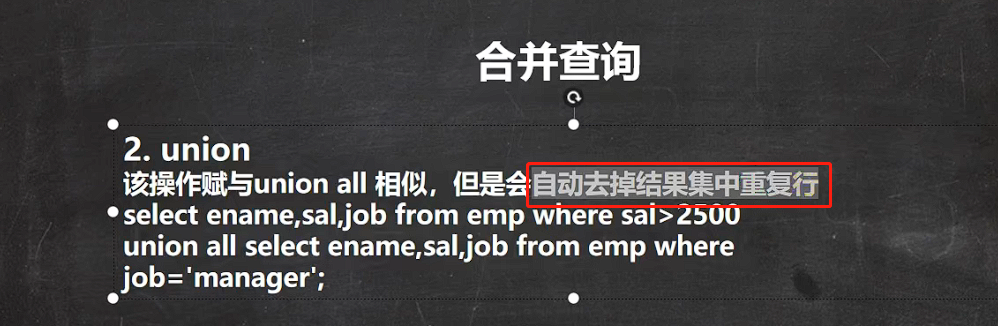 合并查询
2. union
该操作赋与union all 相似，但是会自动去掉结果集中重复行
select ename,sal,job from emp where sal>2500
union all select ename,sal,job from emp where
job='manager';